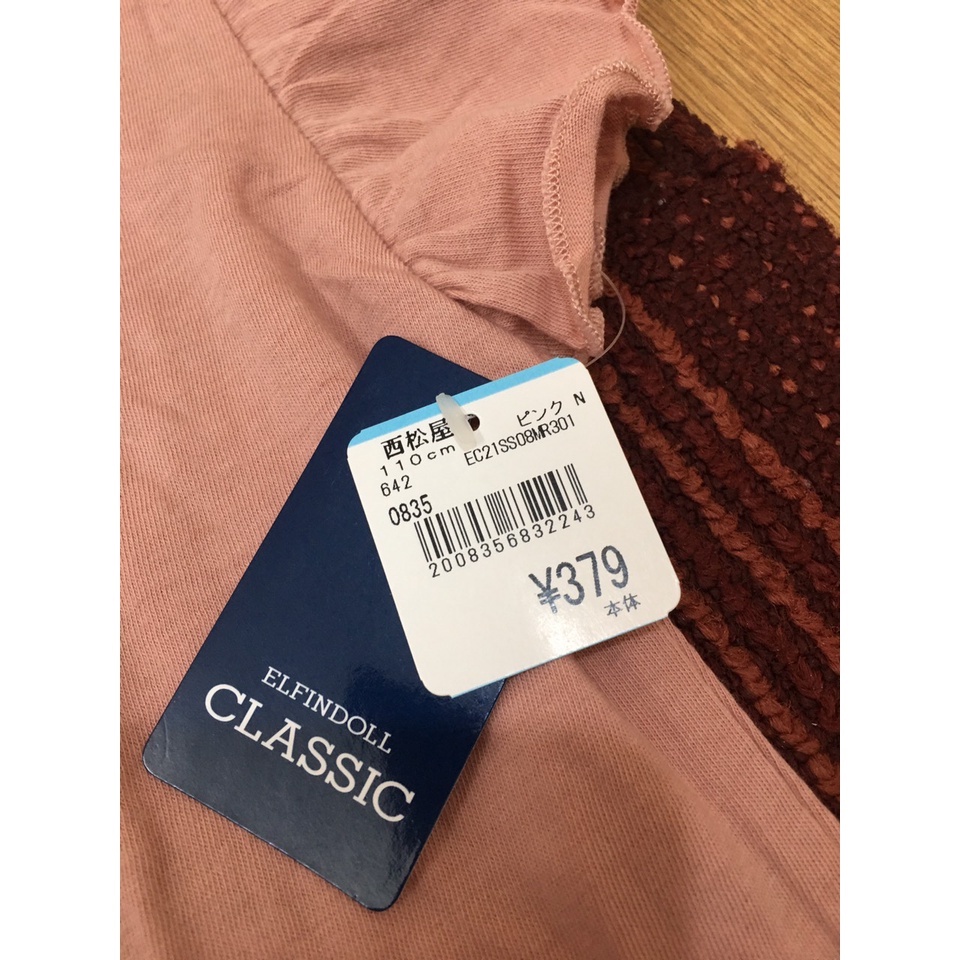 西松屋 ピンク N
110cm EC21SS08MR301
642
0835
2008356832243
¥379
本体
ELFINDOLL
CLASSIC